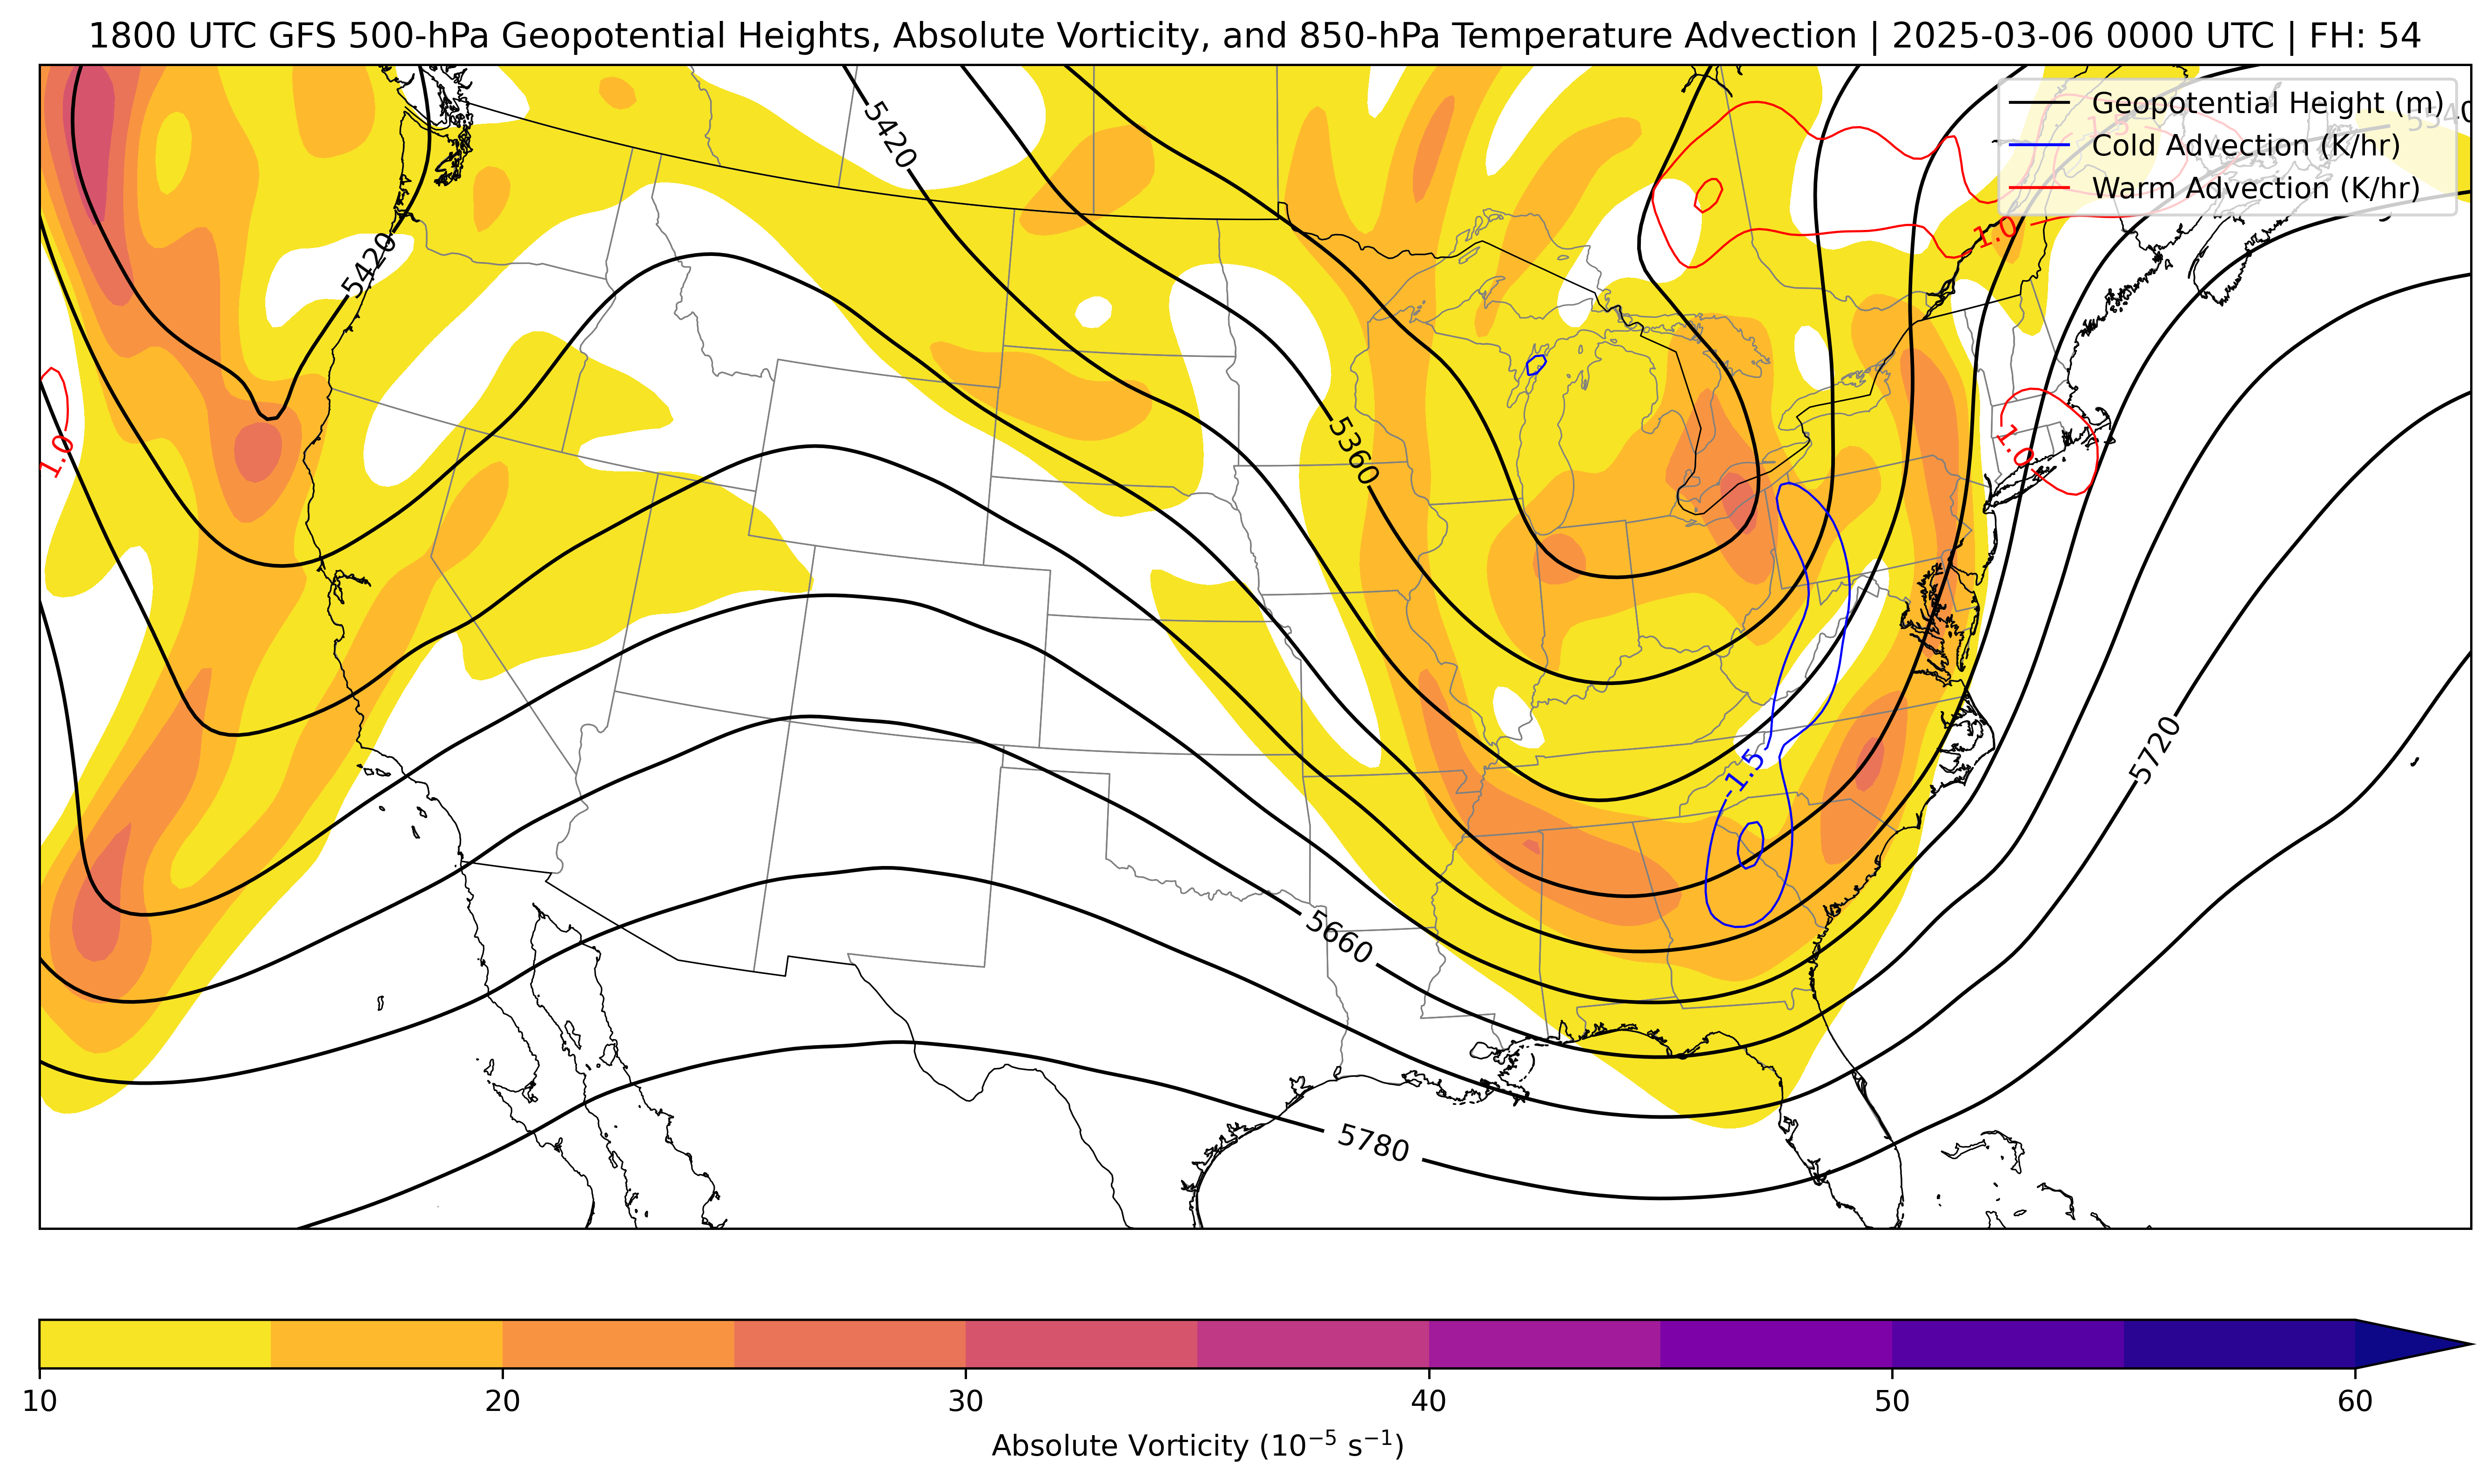 1800 UTC GFS 500-hPa Geopotential Heights, Absolute Vorticity, and 850-hPa Temperature Advection | 2025-03-06 0000 UTC | FH: 54
Geopotential Height (m)
Cold Advection (K/hr)
Warm Advection (K/hr)
5420
5540
1.5
1.0
5420
5360
1.0
1.0
-1.5
5720
5660
5780
10 20 30 40 50 60
Absolute Vorticity (10⁻⁵ s⁻¹)